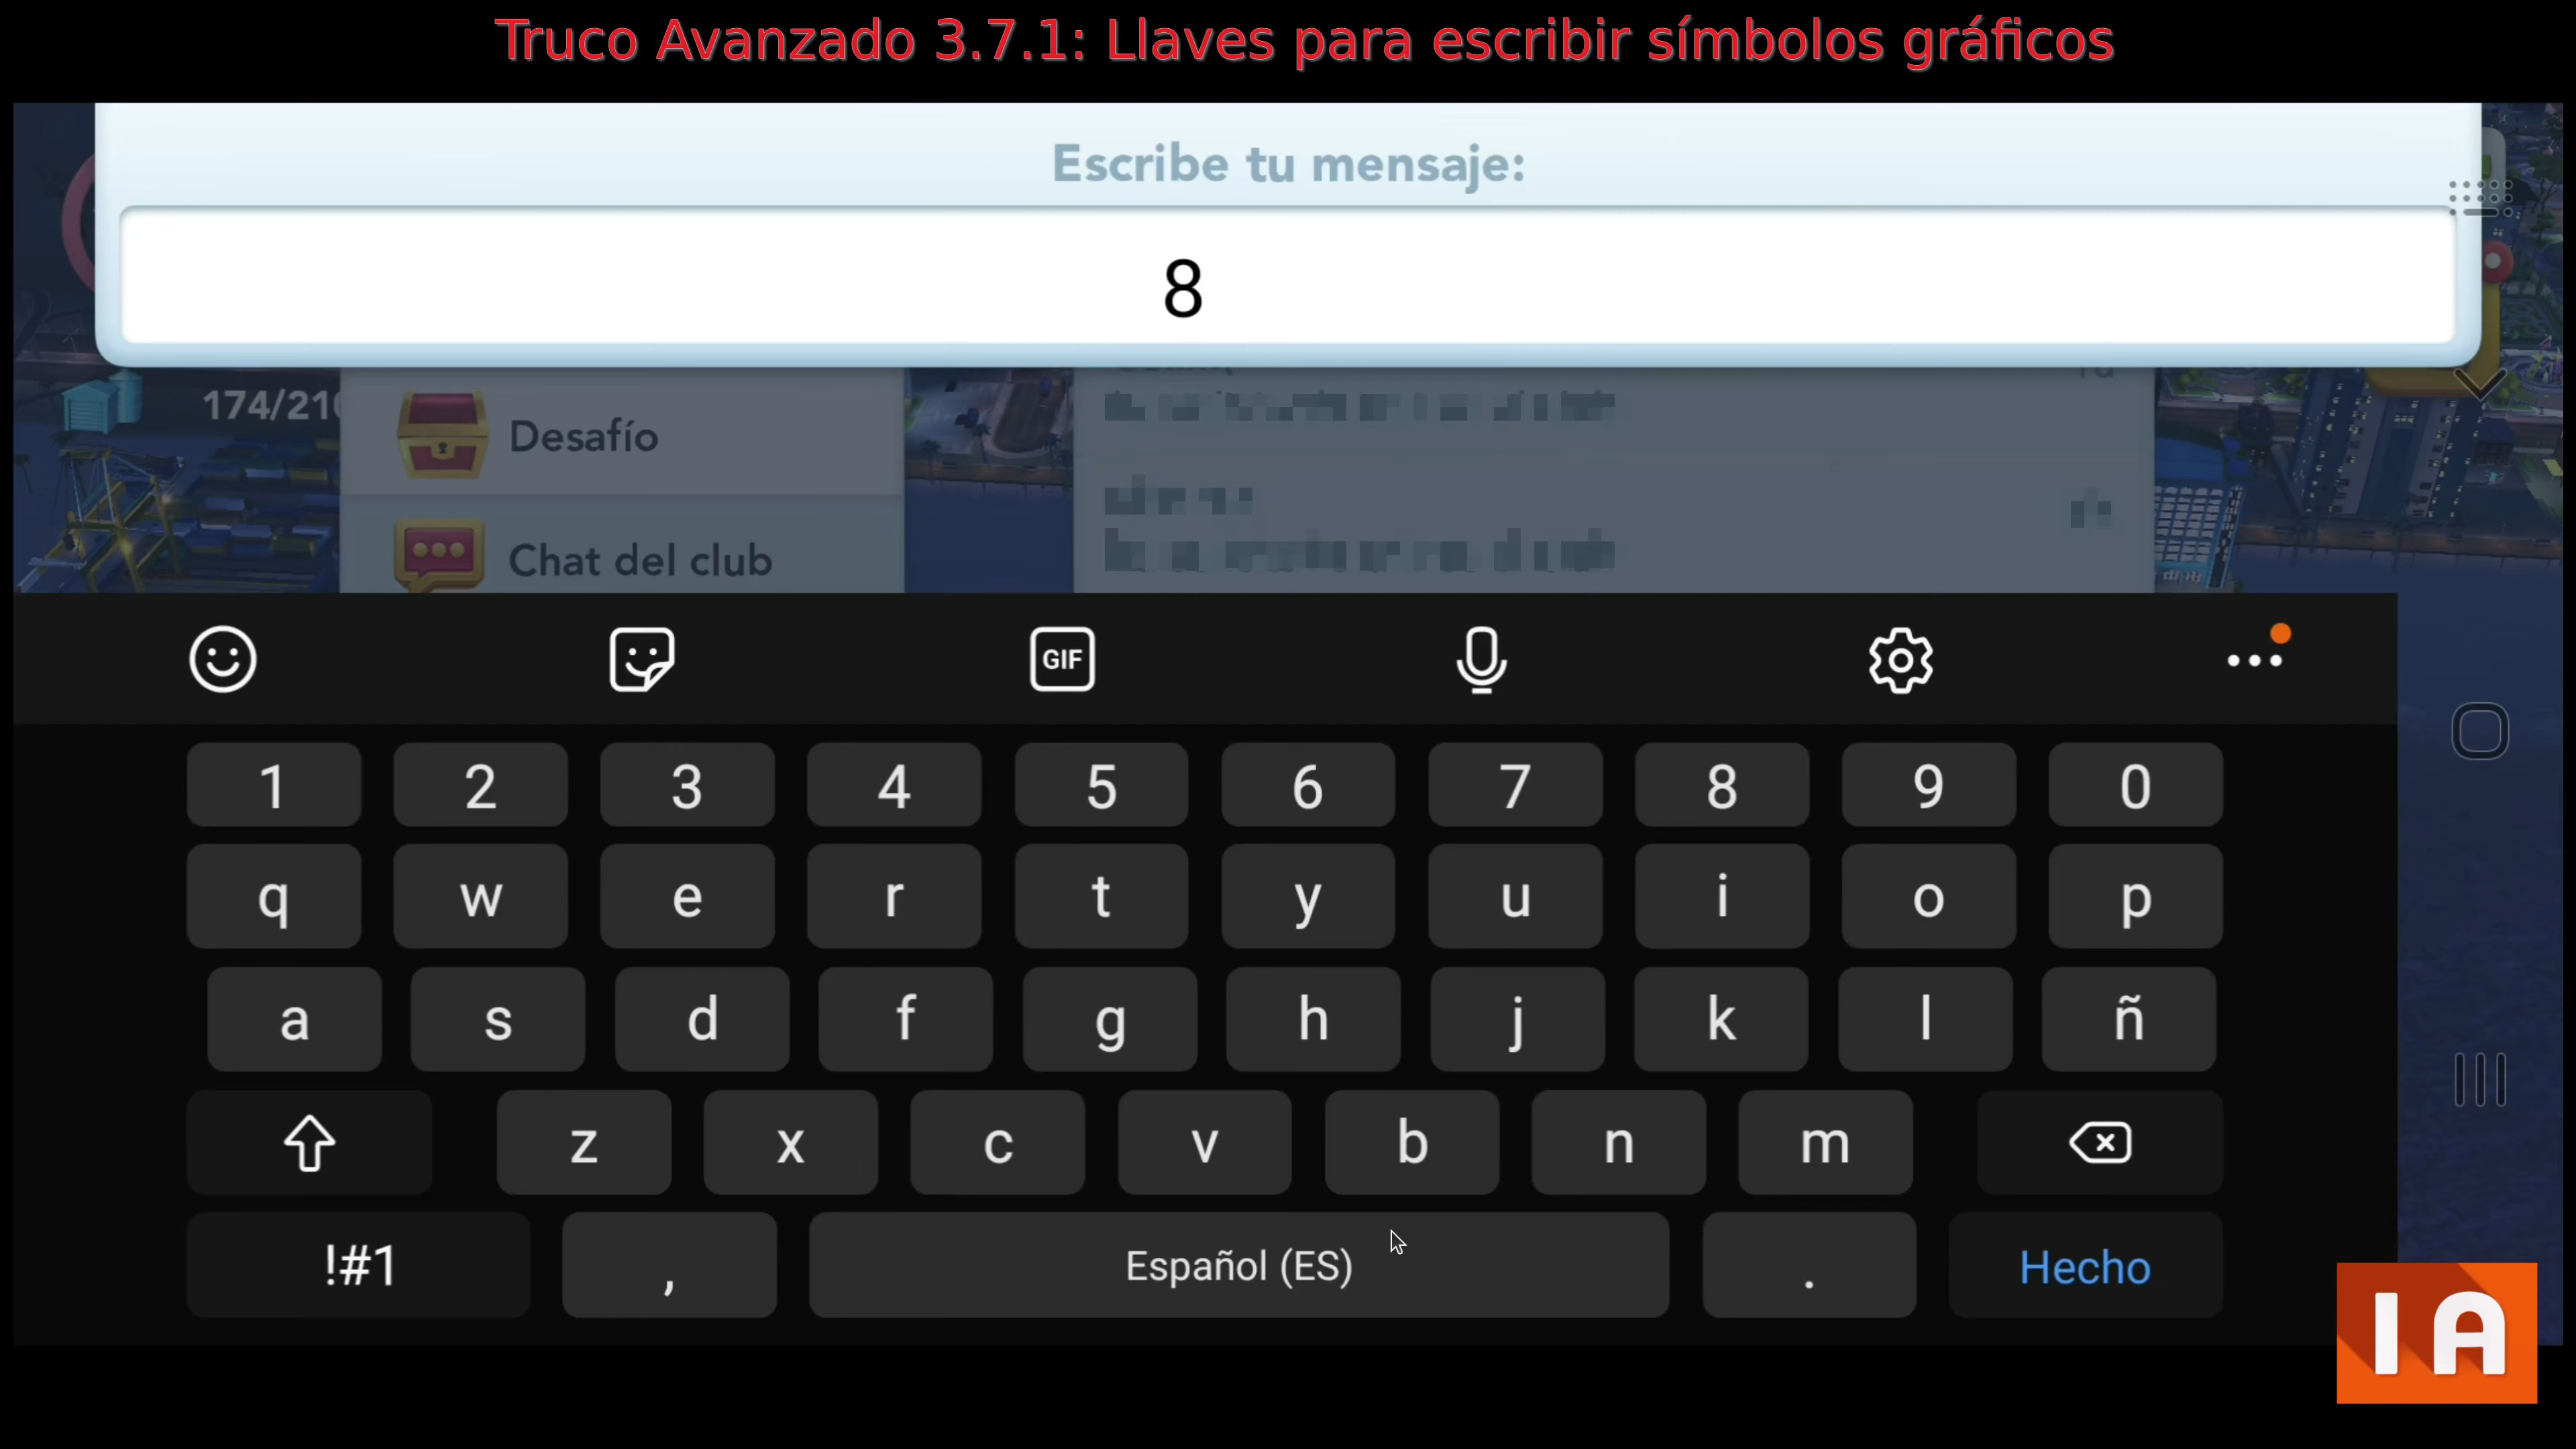 Truco Avanzado 3.7.1: Llaves para escribir símbolos gráficos
Escribe tu mensaje:
8
174/210
Desafío
Chat del club
GIF
1 2 3 4 5 6 7 8 9 0
q w e r t y u i o p
a s d f g h j k l ñ
z x c v b n m
!#1 , Español (ES) . Hecho
IA